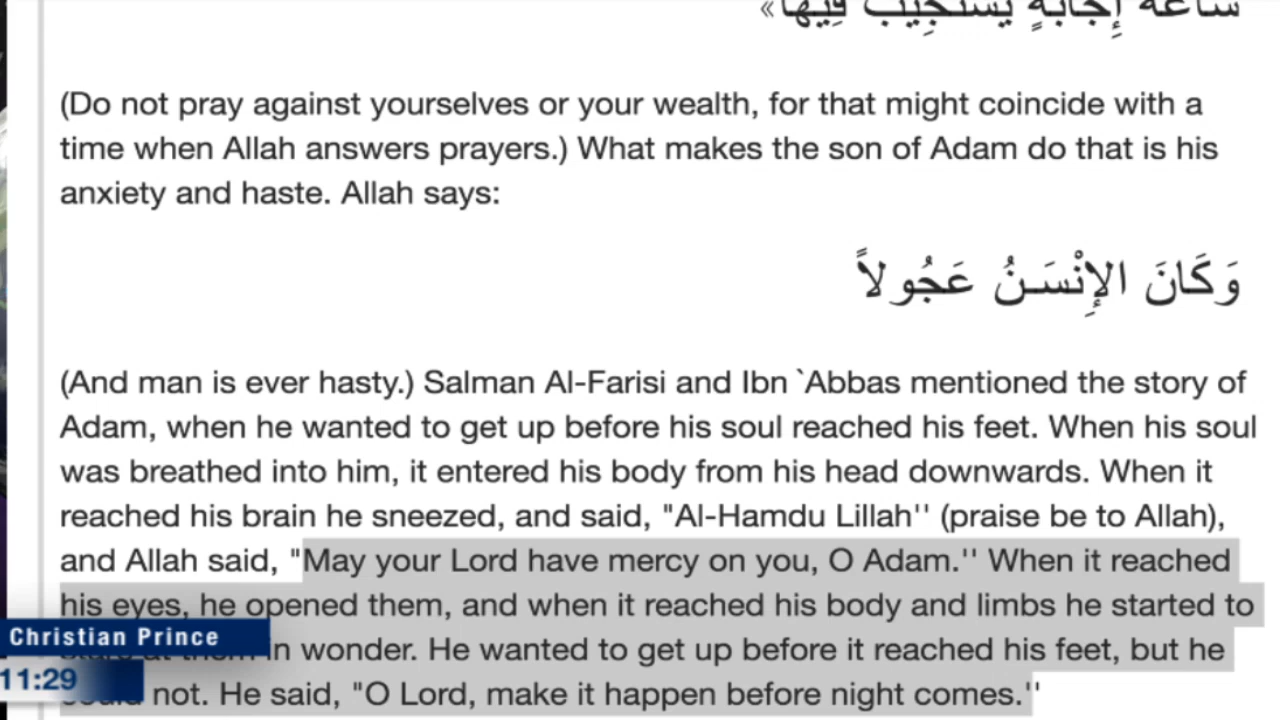 ساعة إجابة يستجيب فيها»
(Do not pray against yourselves or your wealth, for that might coincide with a
time when Allah answers prayers.) What makes the son of Adam do that is his
anxiety and haste. Allah says:
وَكَانَ الإِنْسَـنُ عَجُولاً
(And man is ever hasty.) Salman Al-Farisi and Ibn `Abbas mentioned the story of
Adam, when he wanted to get up before his soul reached his feet. When his soul
was breathed into him, it entered his body from his head downwards. When it
reached his brain he sneezed, and said, "Al-Hamdu Lillah'' (praise be to Allah),
and Allah said, "May your Lord have mercy on you, O Adam.'' When it reached
his eyes, he opened them, and when it reached his body and limbs he started to
in wonder. He wanted to get up before it reached his feet, but he
not. He said, "O Lord, make it happen before night comes.''
Christian Prince
11:29